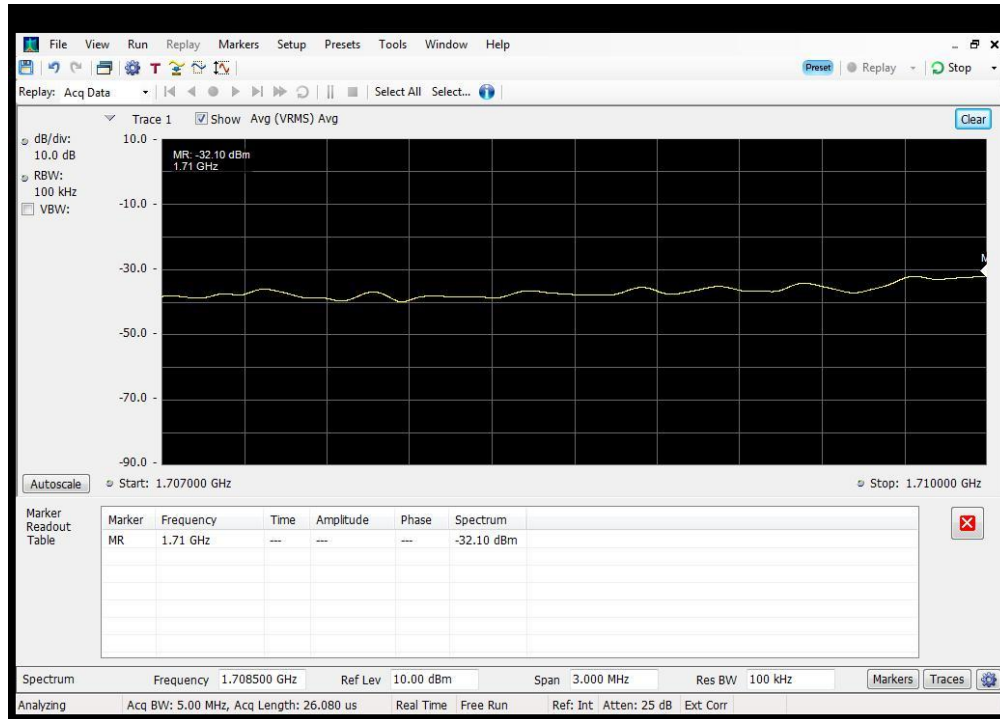 File View Run Replay Markers Setup Presets Tools Window Help
T Preset Replay Stop
Replay: Acq Data Select All Select...
Trace 1 Show Avg (VRMS) Avg Clear
dB/div:
10.0 dB
RBW:
100 kHz
VBW:
10.0
-10.0
-30.0
-50.0
-70.0
-90.0
MR: -32.10 dBm
1.71 GHz
M
Autoscale Start: 1.707000 GHz Stop: 1.710000 GHz
Marker
Readout
Table
Marker Frequency Time Amplitude Phase Spectrum
MR 1.71 GHz --- --- --- -32.10 dBm
Spectrum Frequency 1.708500 GHz Ref Lev 10.00 dBm Span 3.000 MHz Res BW 100 kHz Markers Traces
Analyzing Acq BW: 5.00 MHz, Acq Length: 26.080 us Real Time Free Run Ref: Int Atten: 25 dB Ext Corr